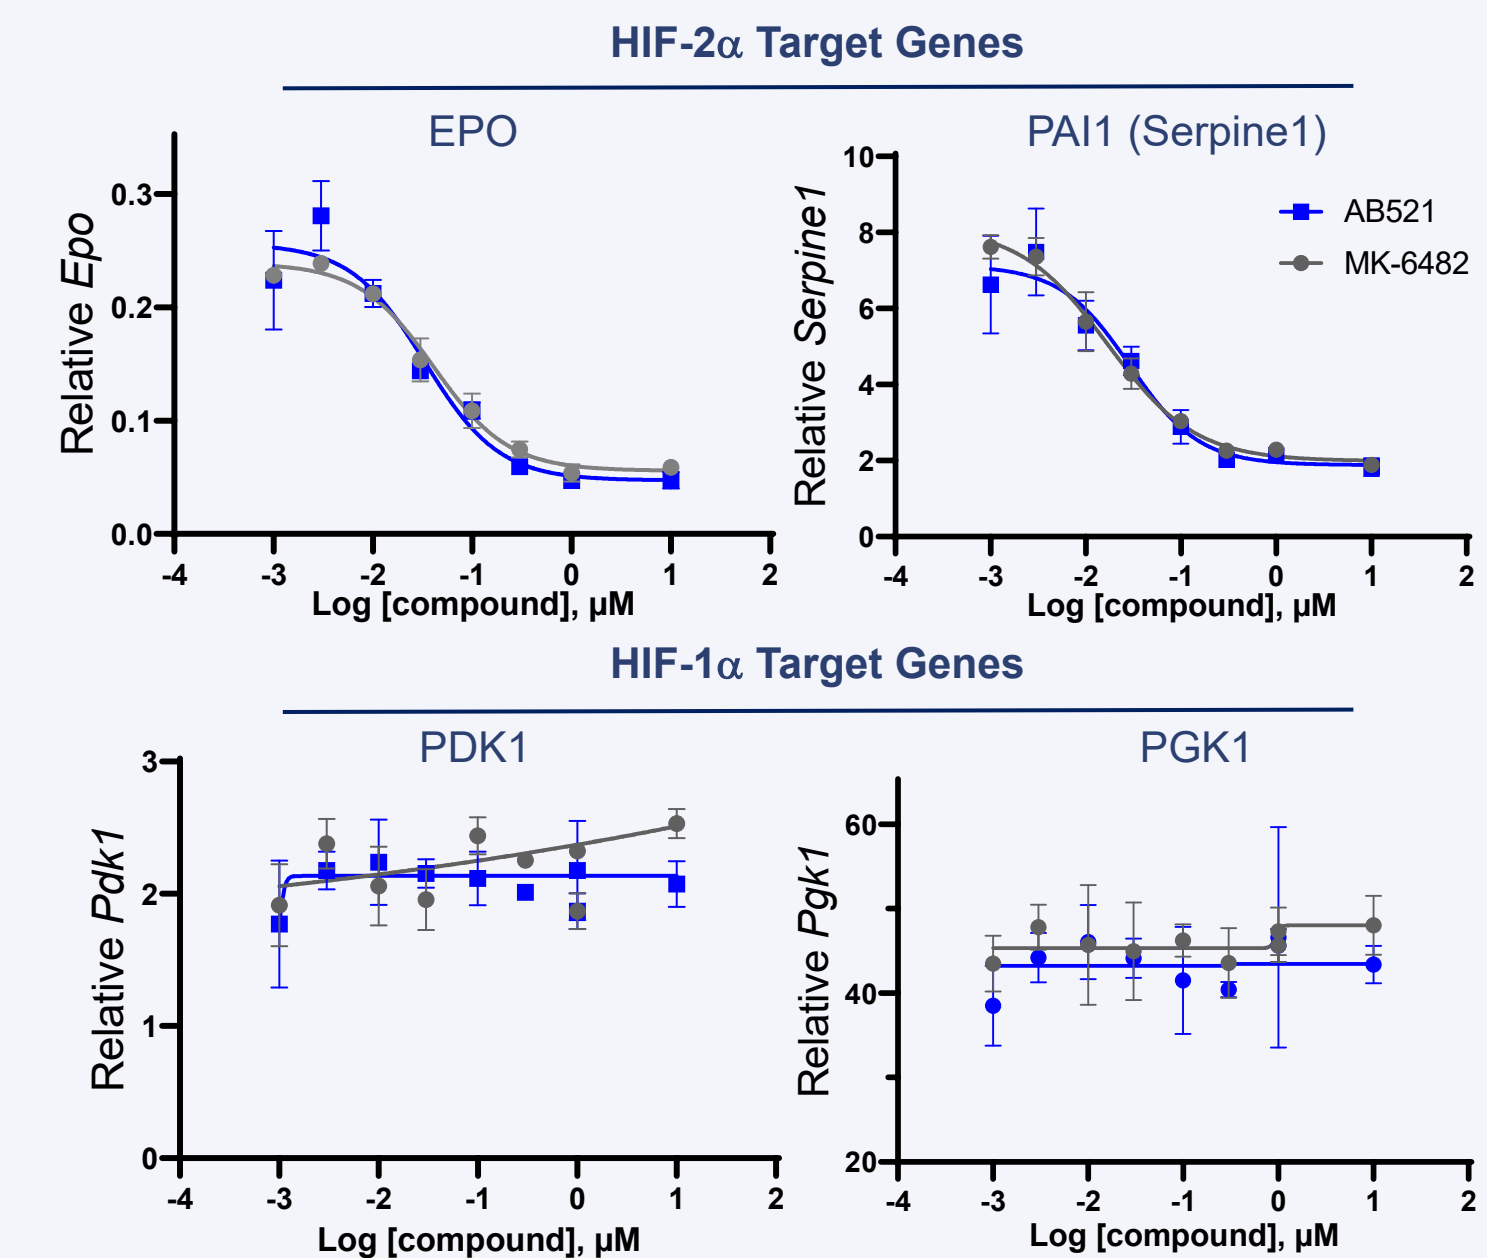 HIF-2α Target Genes
EPO
Relative Epo
0.3
0.2
0.1
0.0
-4 -3 -2 -1 0 1 2
Log [compound], µM
PAI1 (Serpine1)
Relative Serpine1
10
8
6
4
2
0
AB521
MK-6482
-4 -3 -2 -1 0 1 2
Log [compound], µM
HIF-1α Target Genes
PDK1
Relative Pdk1
3
2
1
0
-4 -3 -2 -1 0 1 2
Log [compound], µM
PGK1
Relative Pgk1
60
40
20
-4 -3 -2 -1 0 1 2
Log [compound], µM